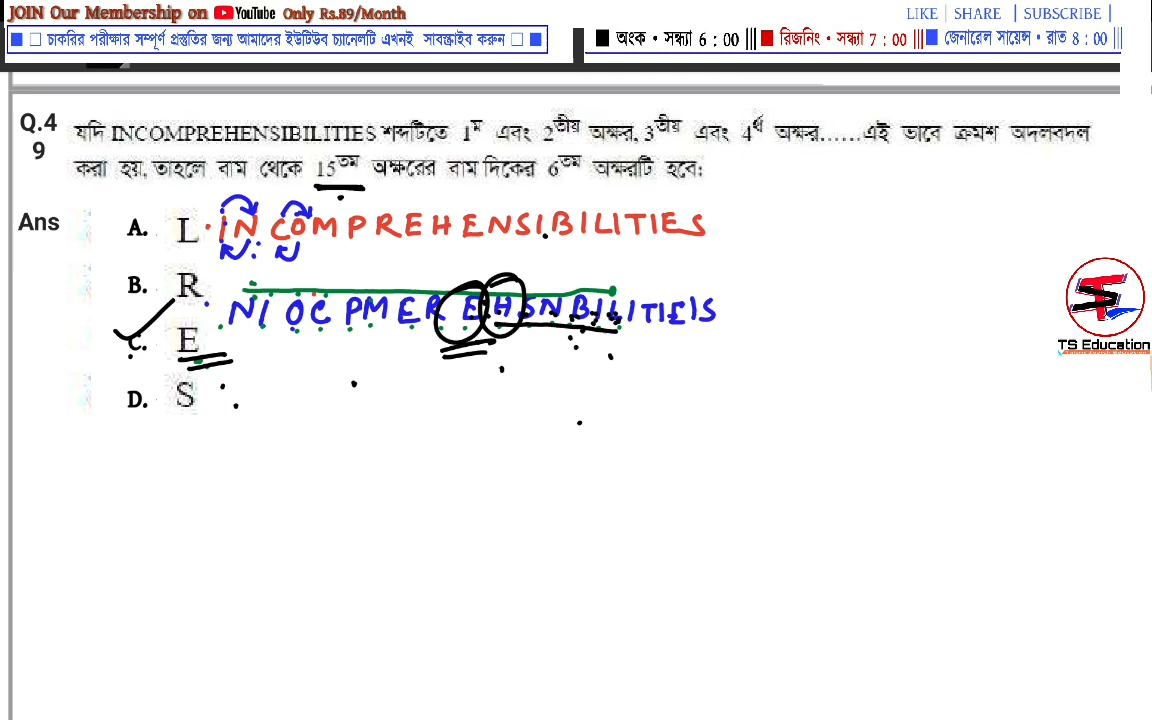 JOIN Our Membership on YouTube Only Rs.89/Month
LIKE | SHARE | SUBSCRIBE |
■ □ চাকরির পরীক্ষার সম্পূর্ণ প্রস্তুতির জন্য আমাদের ইউটিউব চ্যানেলটি এখনই সাবস্ক্রাইব করুন □ ■
■ অংক • সন্ধ্যা 6 : 00 ||| ■ রিজনিং • সন্ধ্যা 7 : 00 ||| ■ জেনারেল সায়েন্স • রাত 8 : 00 |||
Q.49 যদি INCOMPREHENSIBILITIES শব্দটিতে 1ম এবং 2তীয় অক্ষর, 3তীয় এবং 4র্থ অক্ষর......এই ভাবে ক্রমশ অদলবদল
করা হয়, তাহলে বাম থেকে 15তম অক্ষরের বাম দিকের 6তম অক্ষরটি হবে:
Ans A. L INCOMPREHENSIBILITIES
B. R
NIOCPMEREHSNBILITIEIS
C. E
D. S
TS Education